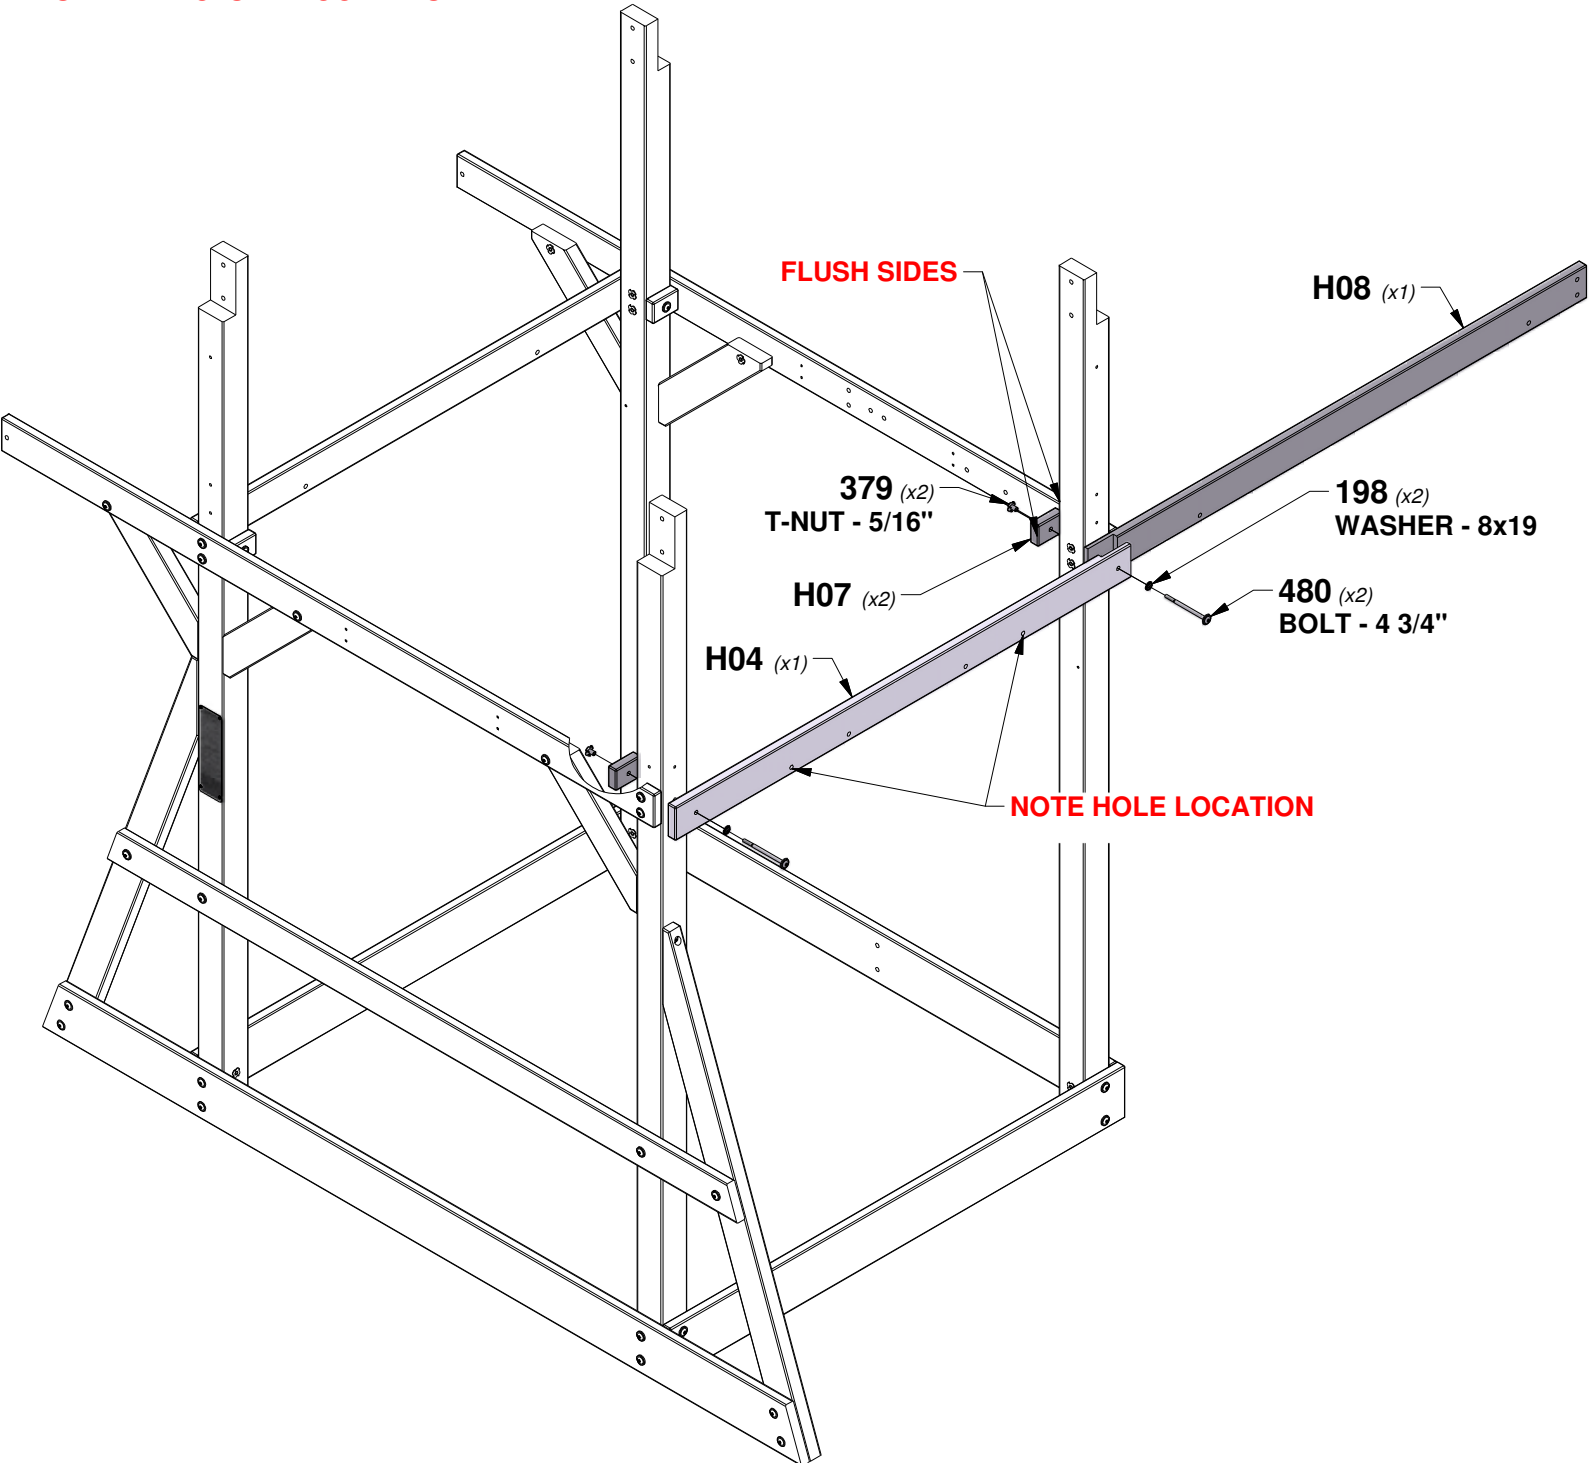 FLUSH SIDES
H08 (x1)
379 (x2)
T-NUT - 5/16"
198 (x2)
WASHER - 8x19
H07 (x2)
480 (x2)
BOLT - 4 3/4"
H04 (x1)
NOTE HOLE LOCATION